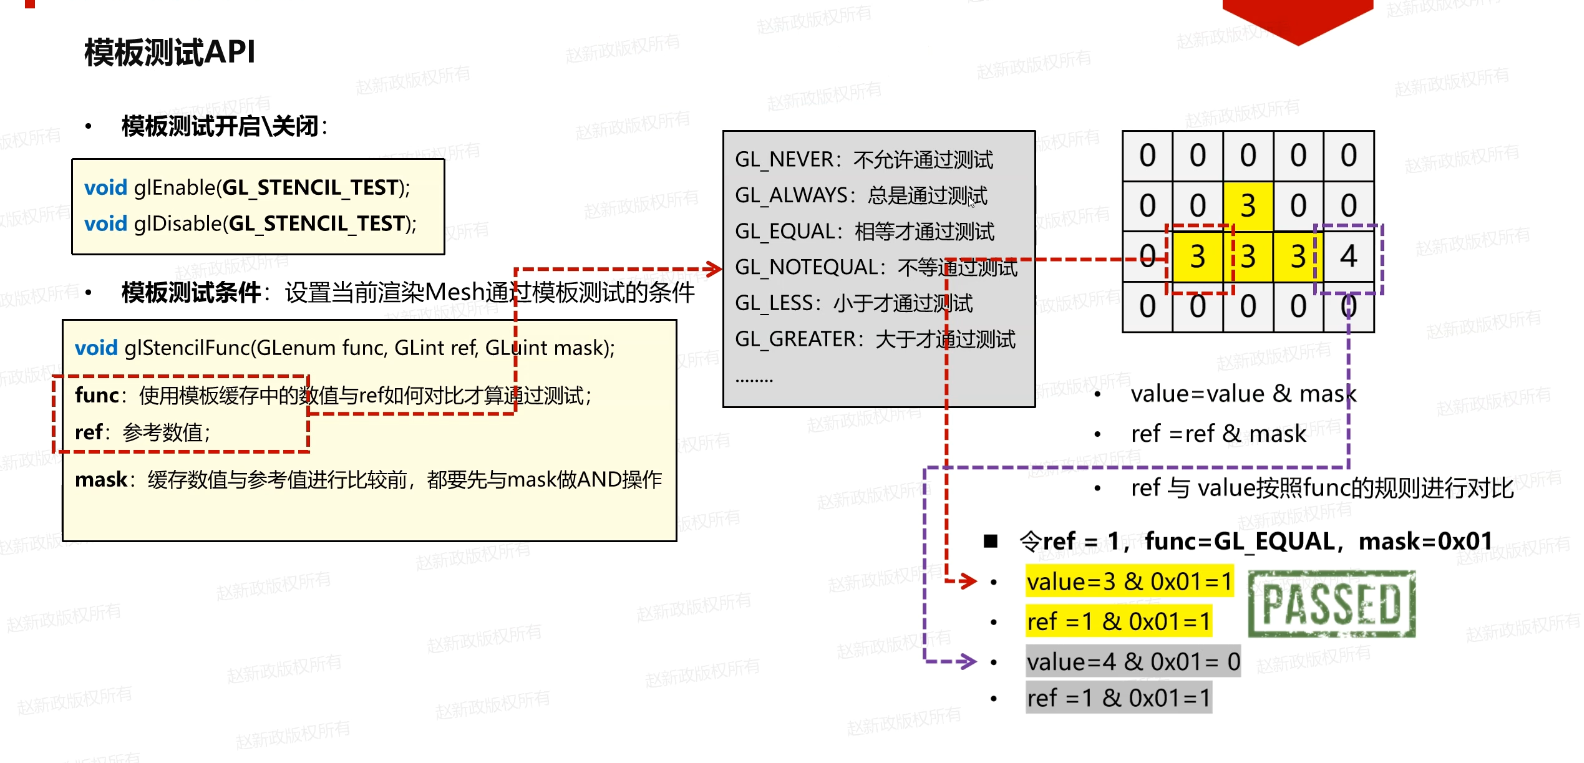 模板测试API
• 模板测试开启\关闭：
void glEnable(GL_STENCIL_TEST);
void glDisable(GL_STENCIL_TEST);
• 模板测试条件：设置当前渲染Mesh通过模板测试的条件
void glStencilFunc(GLenum func, GLint ref, GLuint mask);
func：使用模板缓存中的数值与ref如何对比才算通过测试；
ref：参考数值；
mask：缓存数值与参考值进行比较前，都要先与mask做AND操作
GL_NEVER：不允许通过测试
GL_ALWAYS：总是通过测试
GL_EQUAL：相等才通过测试
GL_NOTEQUAL：不等通过测试
GL_LESS：小于才通过测试
GL_GREATER：大于才通过测试
........
0 0 0 0 0
0 0 3 0 0
0 3 3 3 4
0 0 0 0 0
• value=value & mask
• ref =ref & mask
• ref 与 value按照func的规则进行对比
■ 令ref = 1，func=GL_EQUAL，mask=0x01
• value=3 & 0x01=1
• ref =1 & 0x01=1
PASSED
• value=4 & 0x01= 0
• ref =1 & 0x01=1
赵新政版权所有